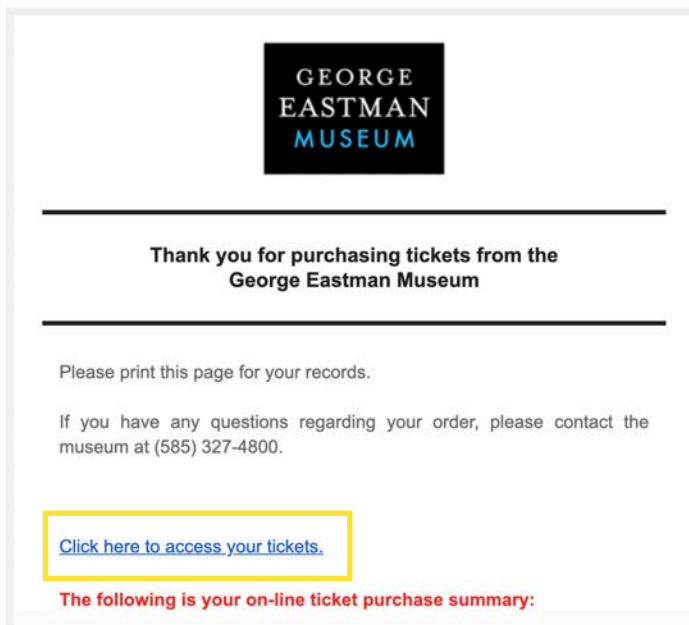 GEORGE
EASTMAN
MUSEUM
Thank you for purchasing tickets from the
George Eastman Museum
Please print this page for your records.
If you have any questions regarding your order, please contact the
museum at (585) 327-4800.
Click here to access your tickets.
The following is your on-line ticket purchase summary: